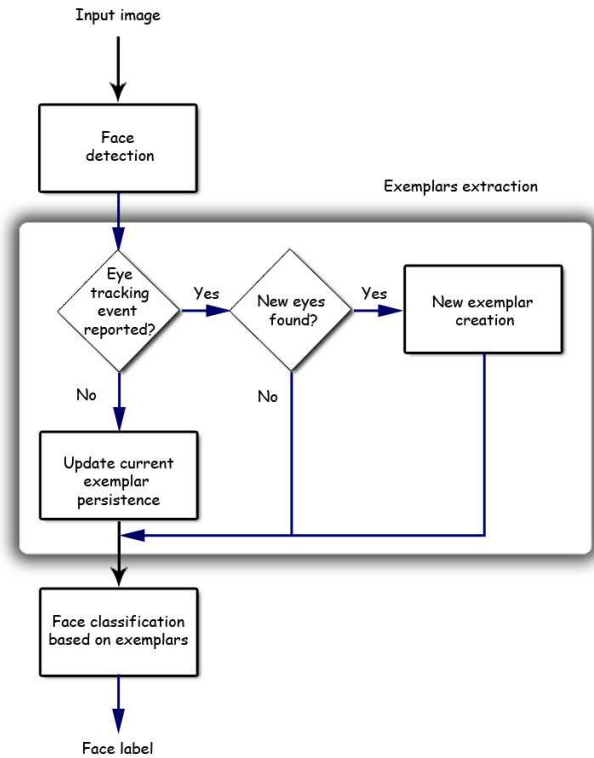 Input image
Face
detection
Exemplars extraction
Eye
tracking
event
reported?
Yes
New eyes
found?
Yes
New exemplar
creation
No
No
Update current
exemplar
persistence
Face classification
based on exemplars
Face label